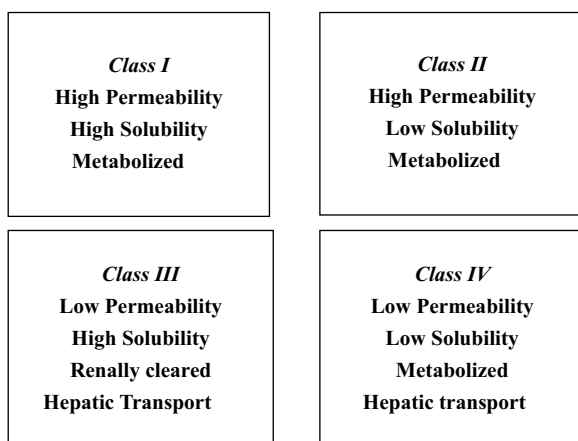 Class I
High Permeability
High Solubility
Metabolized
Class II
High Permeability
Low Solubility
Metabolized
Class III
Low Permeability
High Solubility
Renally cleared
Hepatic Transport
Class IV
Low Permeability
Low Solubility
Metabolized
Hepatic transport